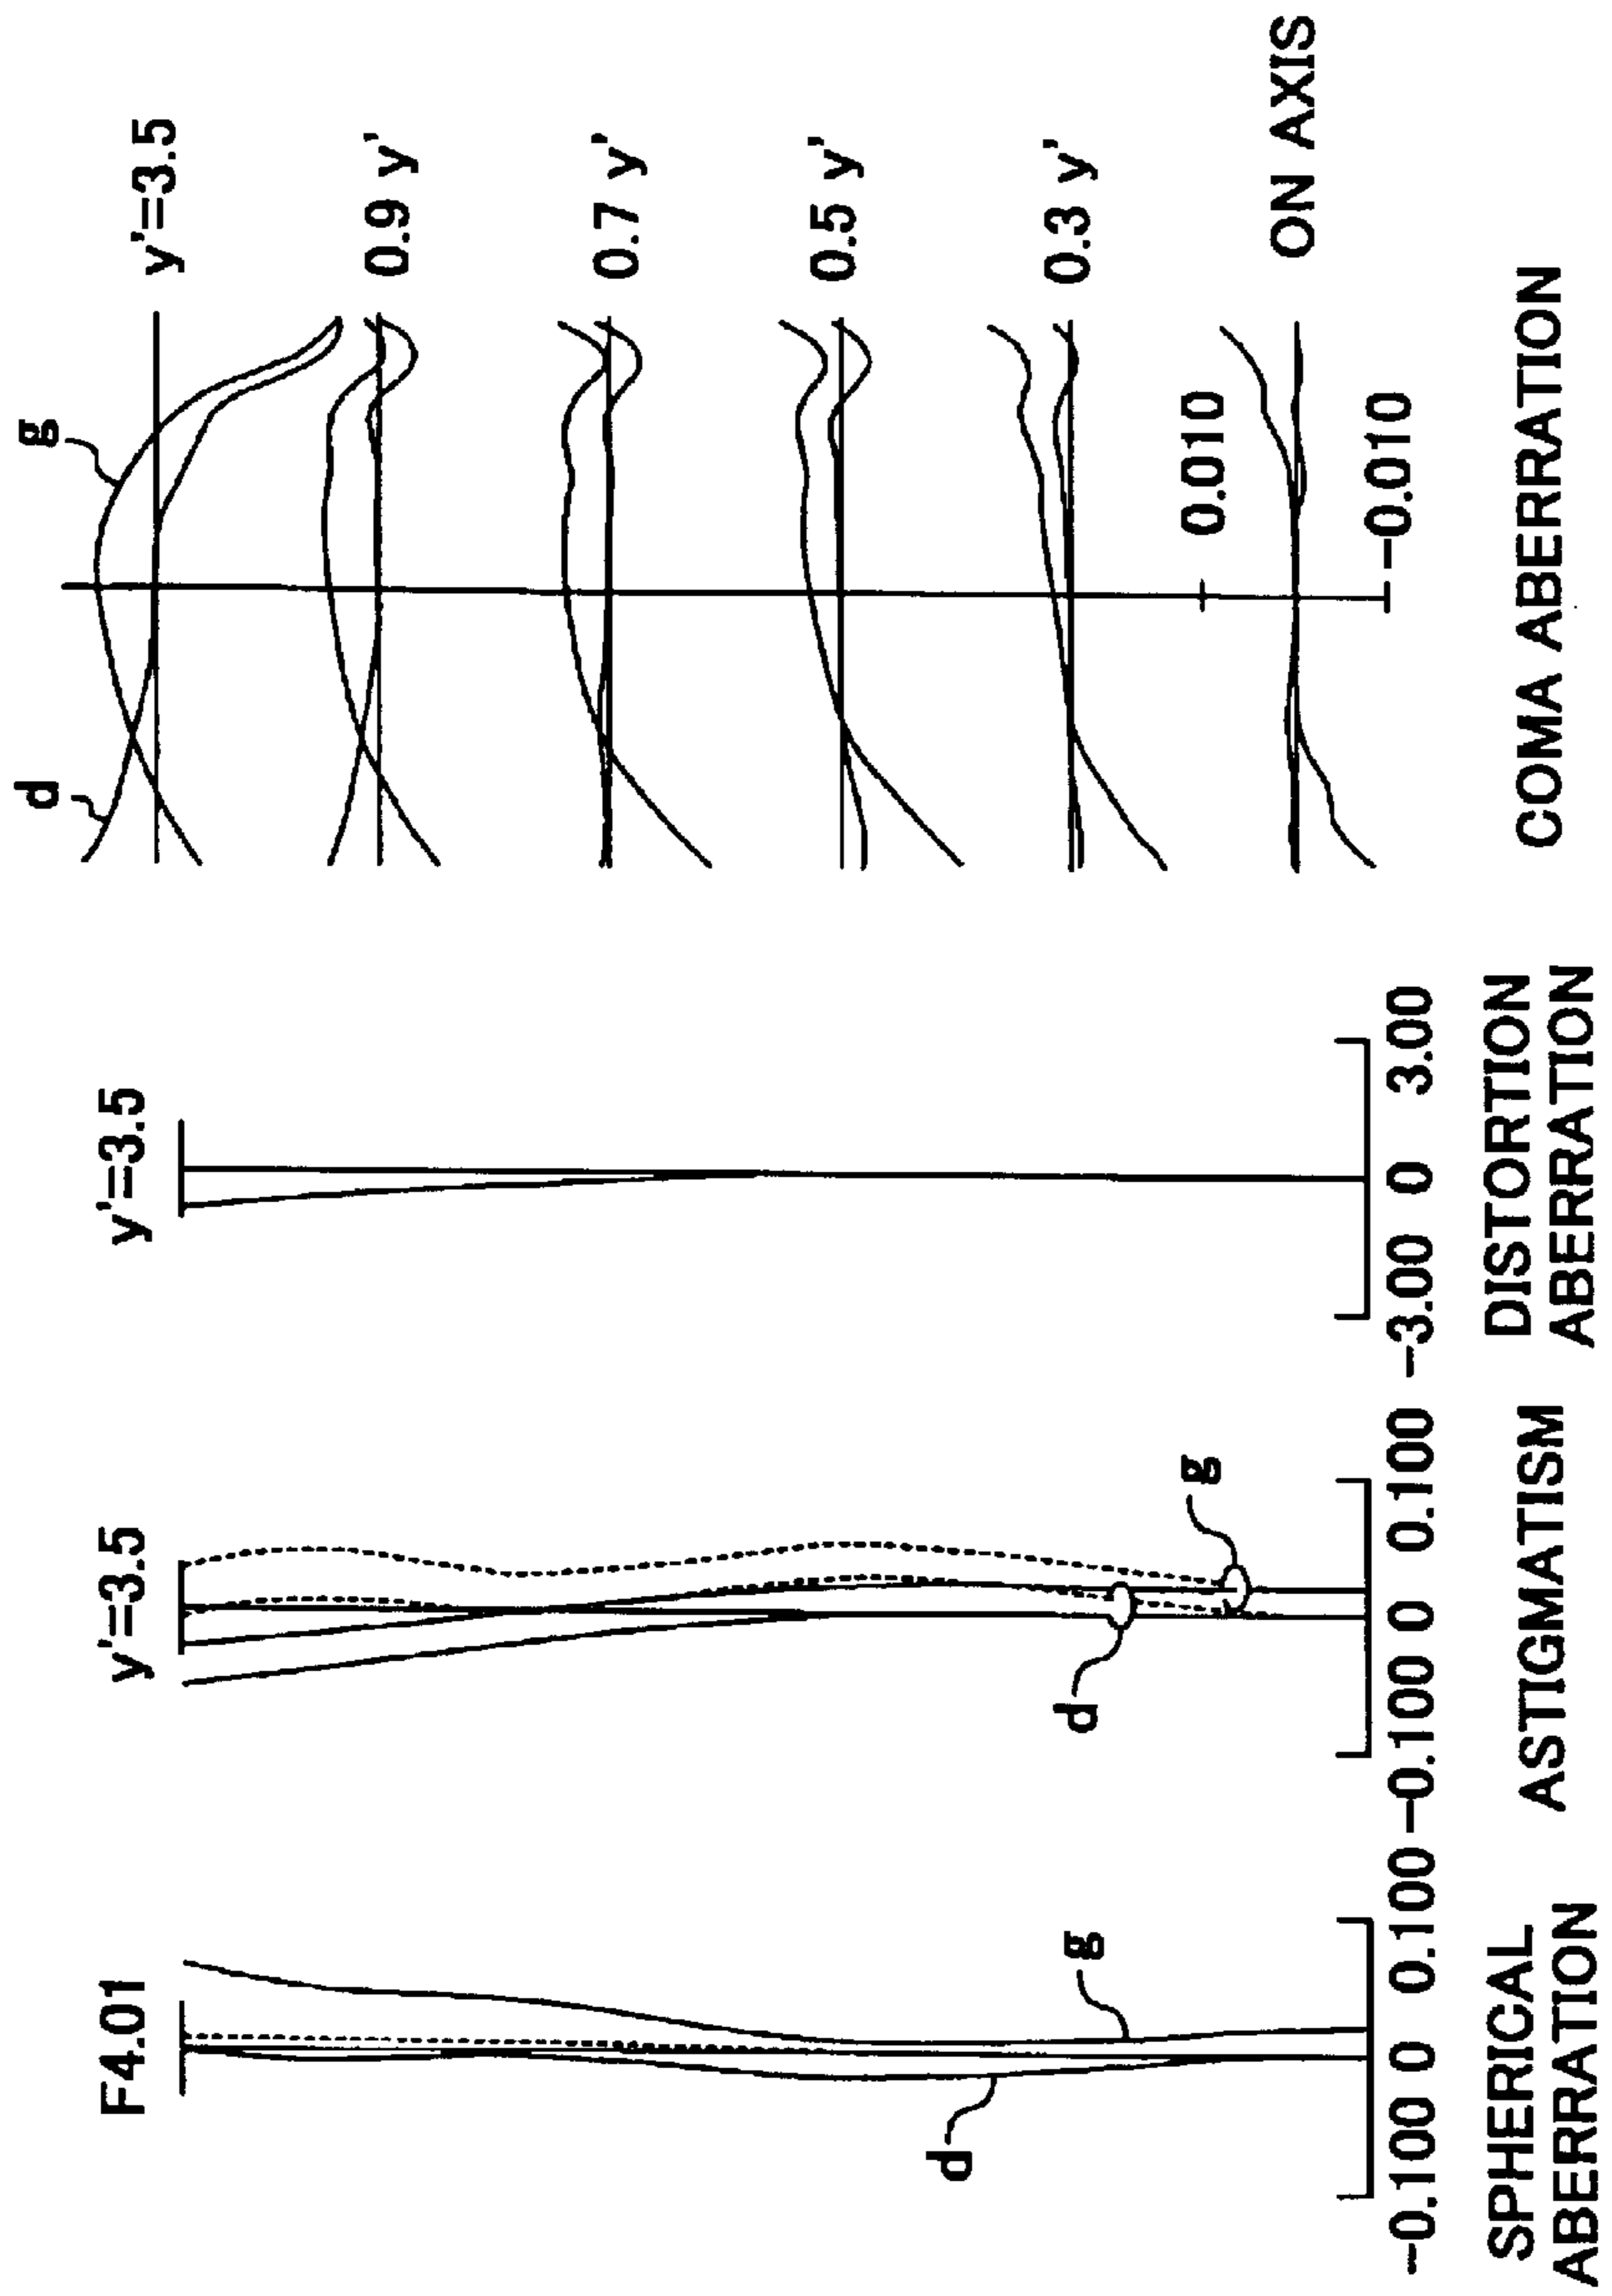 F4.01
g
d
-0.100 0 0.100
SPHERICAL
ABERRATION
y'=3.5
g
d
-0.100 0 0.100
ASTIGMATISM
y'=3.5
-3.00 0 3.00
DISTORTION
ABERRATION
d
g
y'=3.5
0.9 y'
0.7 y'
0.5 y'
0.3 y'
0.010
ON AXIS
-0.010
COMA ABERRATION